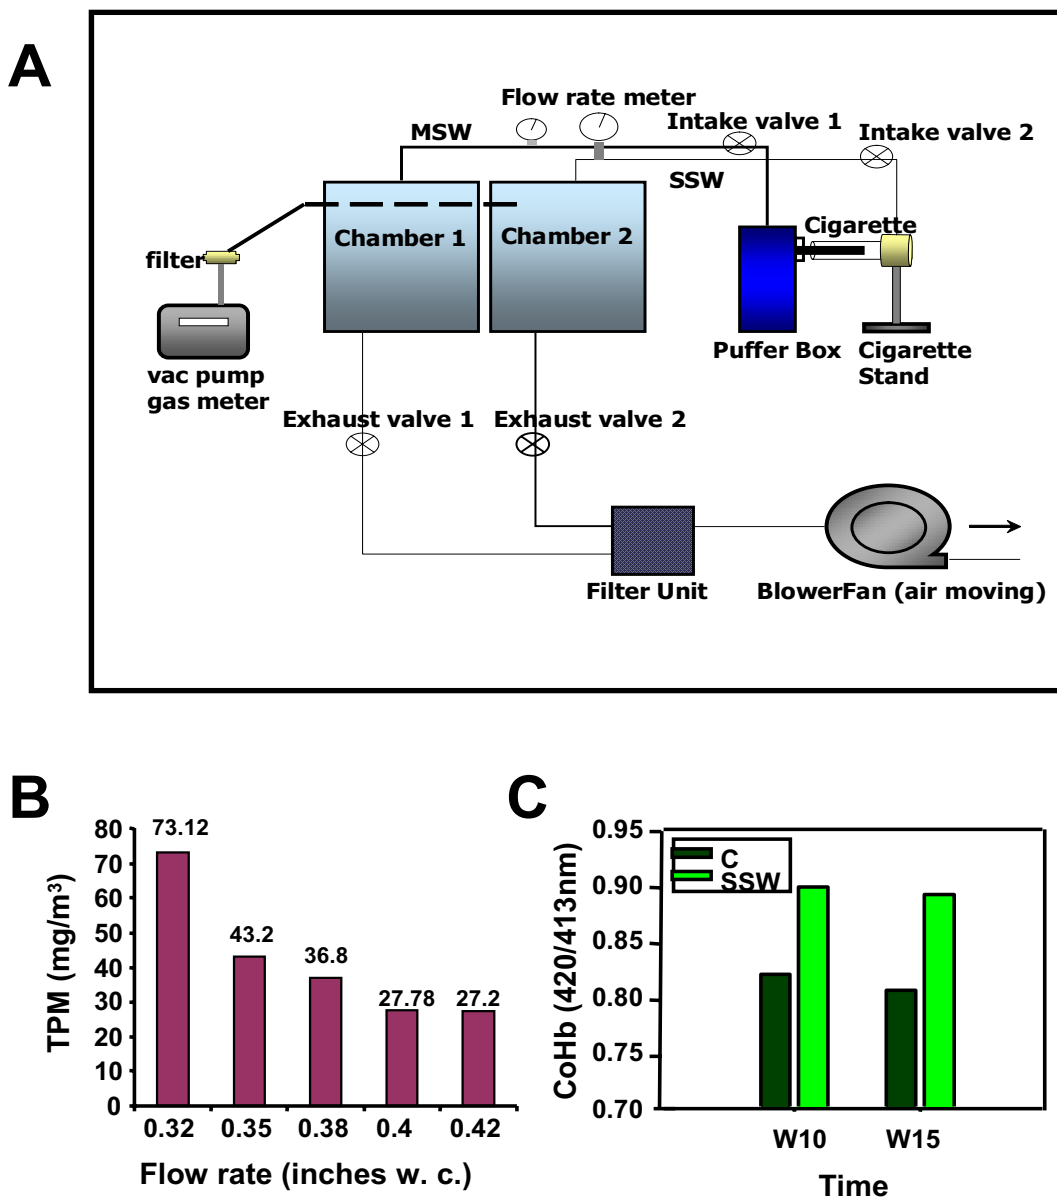 A
Flow rate meter
MSW
Intake valve 1
Intake valve 2
SSW
Chamber 1
Chamber 2
Cigarette
filter
Puffer Box
Cigarette
Stand
vac pump
gas meter
Exhaust valve 1
Exhaust valve 2
Filter Unit
BlowerFan (air moving)
B
TPM (mg/m³)
80
70
60
50
40
30
20
10
0
73.12
43.2
36.8
27.78
27.2
0.32
0.35
0.38
0.4
0.42
Flow rate (inches w. c.)
C
CoHb (420/413nm)
0.95
0.90
0.85
0.80
0.75
0.70
C
SSW
W10
W15
Time